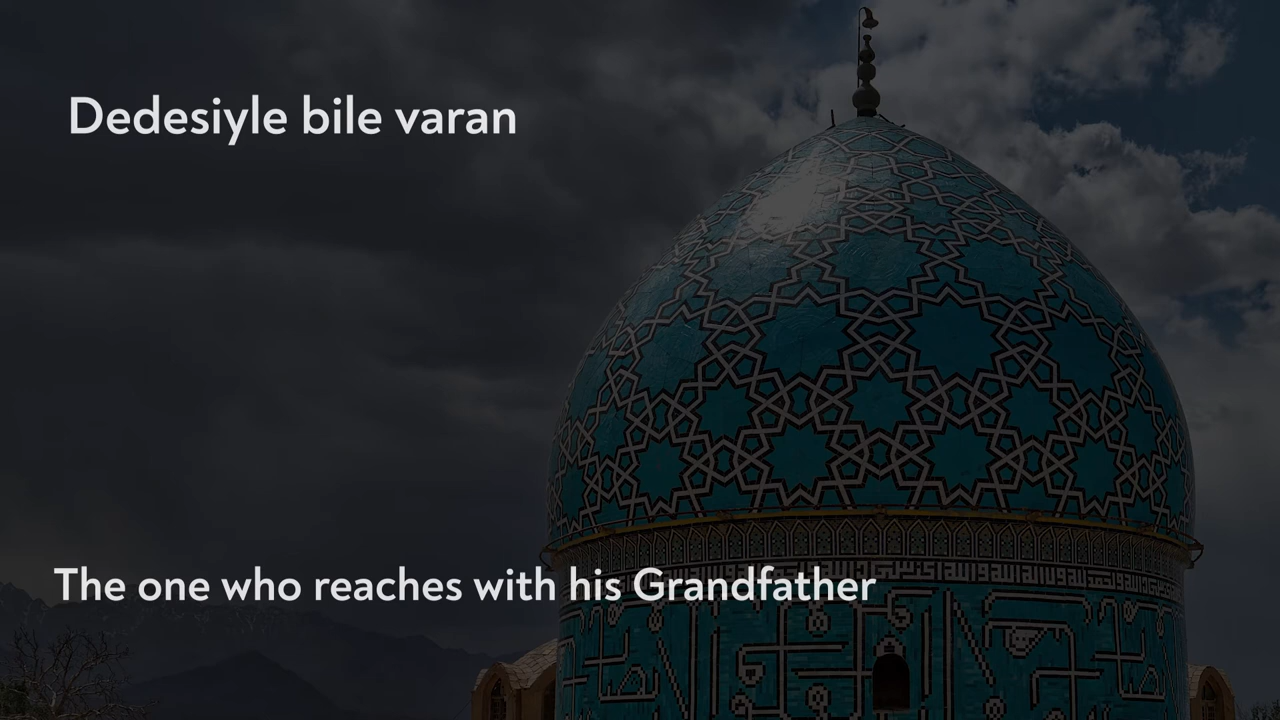 Dedesiyle bile varan
The one who reaches with his Grandfather